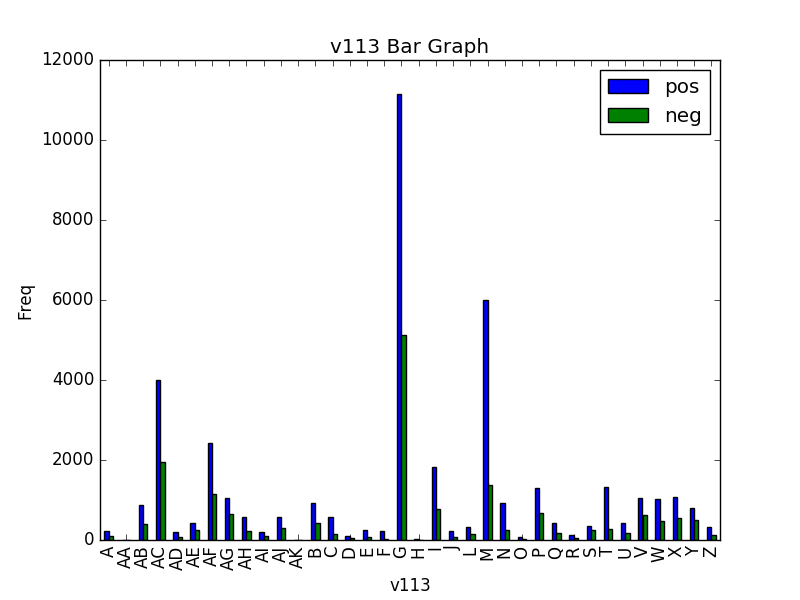 v113 Bar Graph
pos
neg
12000
10000
8000
6000
4000
2000
0
Freq
A AA AB AC AD AE AF AG AH AI AJ AK B C D E F G H I J L M N O P Q R S T U V W X Y Z
v113